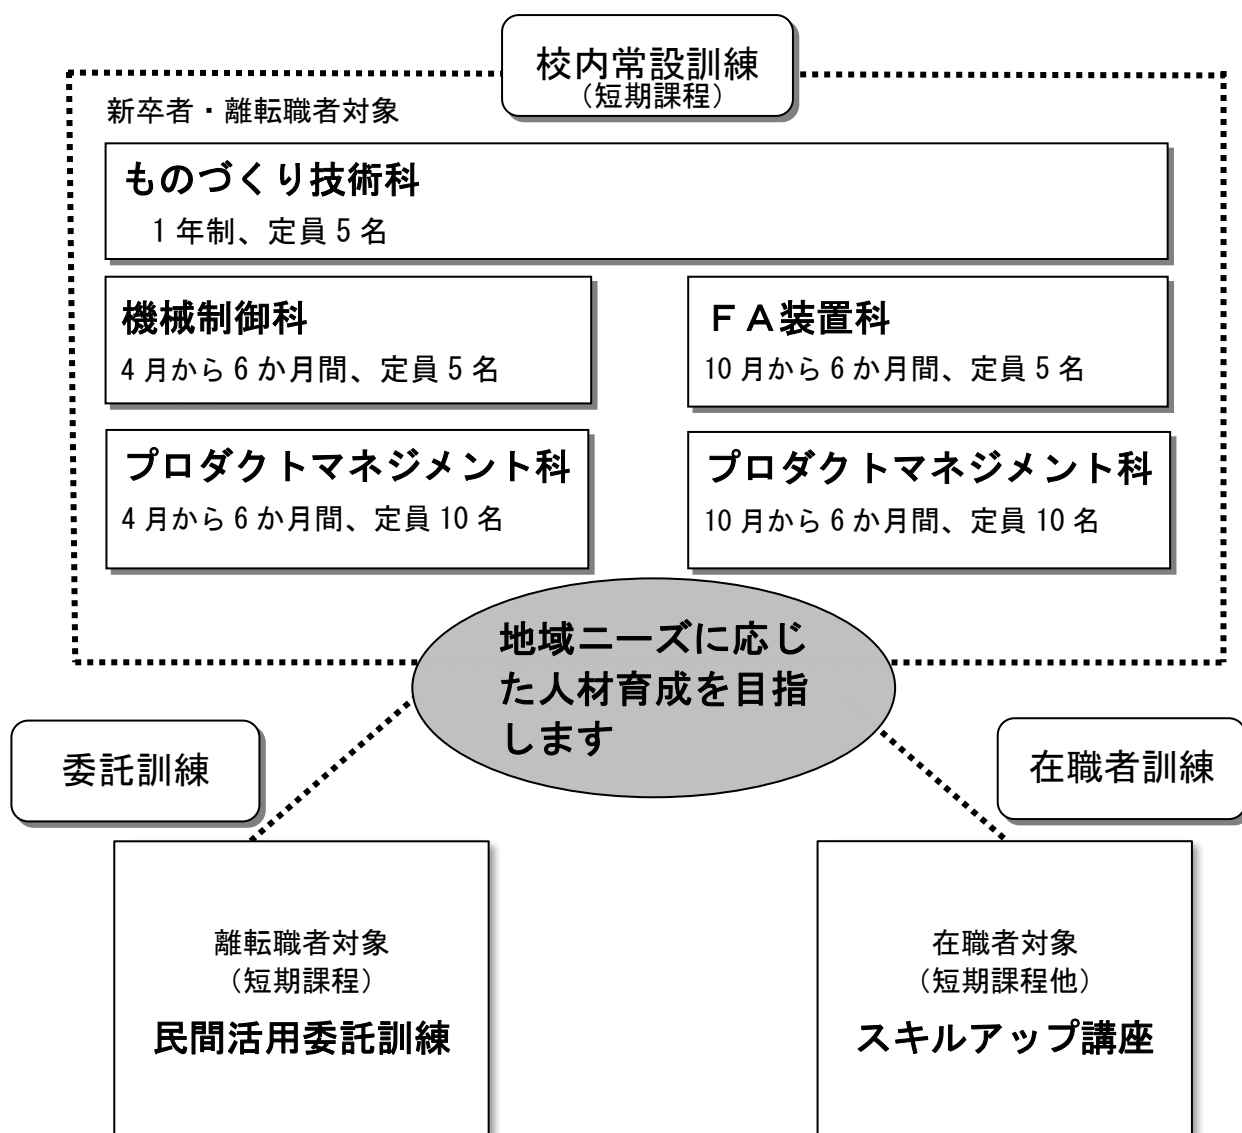 校内常設訓練
（短期課程）
新卒者・離転職者対象
ものづくり技術科
1年制、定員5名
機械制御科
4月から6か月間、定員5名
ＦＡ装置科
10月から6か月間、定員5名
プロダクトマネジメント科
4月から6か月間、定員10名
プロダクトマネジメント科
10月から6か月間、定員10名
地域ニーズに応じ
た人材育成を目指
します
委託訓練
在職者訓練
離転職者対象
（短期課程）
民間活用委託訓練
在職者対象
（短期課程他）
スキルアップ講座